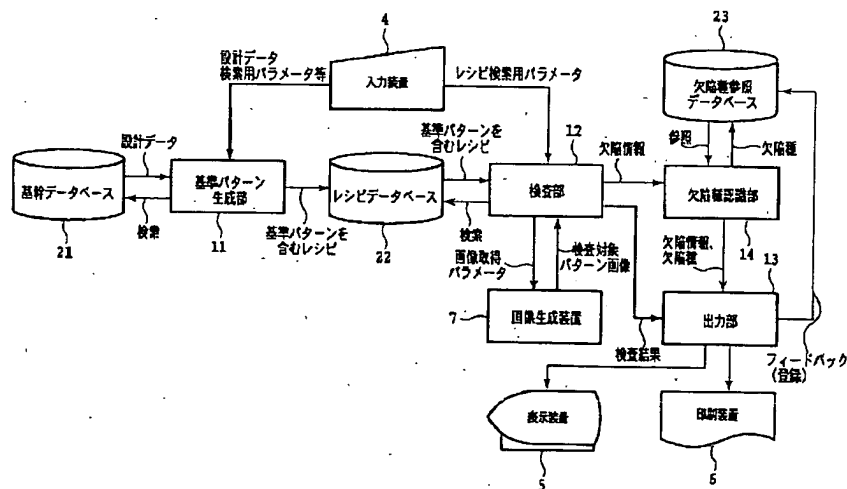 4
23
設計データ
検索用パラメータ等
入力装置
レシピ検索用パラメータ
欠陥種参照
データベース
設計データ
基準パターンを
含むレシピ
12
欠陥情報
参照
欠陥種
基幹データベース
基準パターン
生成部
レシピデータベース
検査部
欠陥種認識部
検索
検索
21
11
基準パターンを
含むレシピ
22
画像取得
パラメータ
検査対象
パターン画像
欠陥情報、
欠陥種
14
13
7
画像生成装置
出力部
検査結果
フィードバック
(登録)
表示装置
印刷装置
5
6